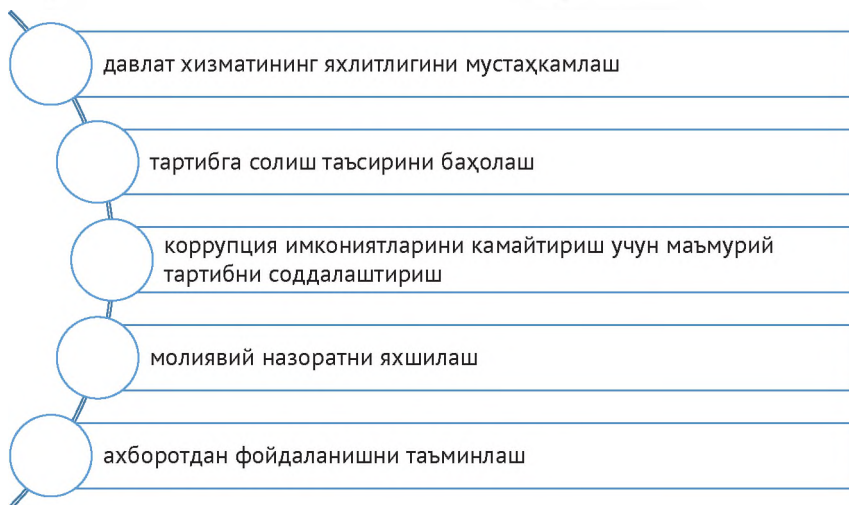 давлат хизматининг яхлитлигини мустаҳкамлаш
тартибга солиш таъсирини баҳолаш
коррупция имкониятларини камайтириш учун маъмурий
тартибни соддалаштириш
молиявий назоратни яхшилаш
ахборотдан фойдаланишни таъминлаш